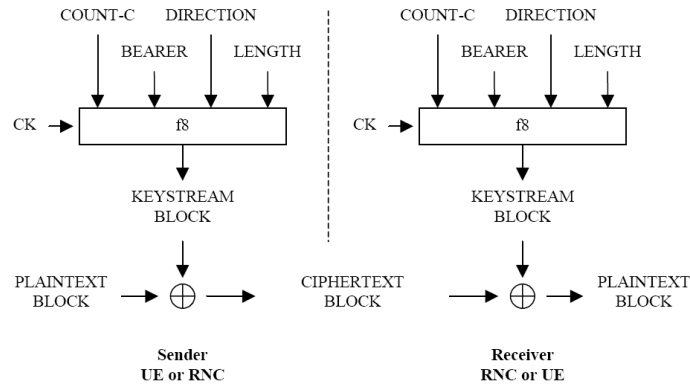 COUNT-C DIRECTION COUNT-C DIRECTION
BEARER LENGTH BEARER LENGTH
CK f8 CK f8
KEYSTREAM KEYSTREAM
BLOCK BLOCK
PLAINTEXT CIPHERTEXT PLAINTEXT
BLOCK BLOCK BLOCK
Sender Receiver
UE or RNC RNC or UE